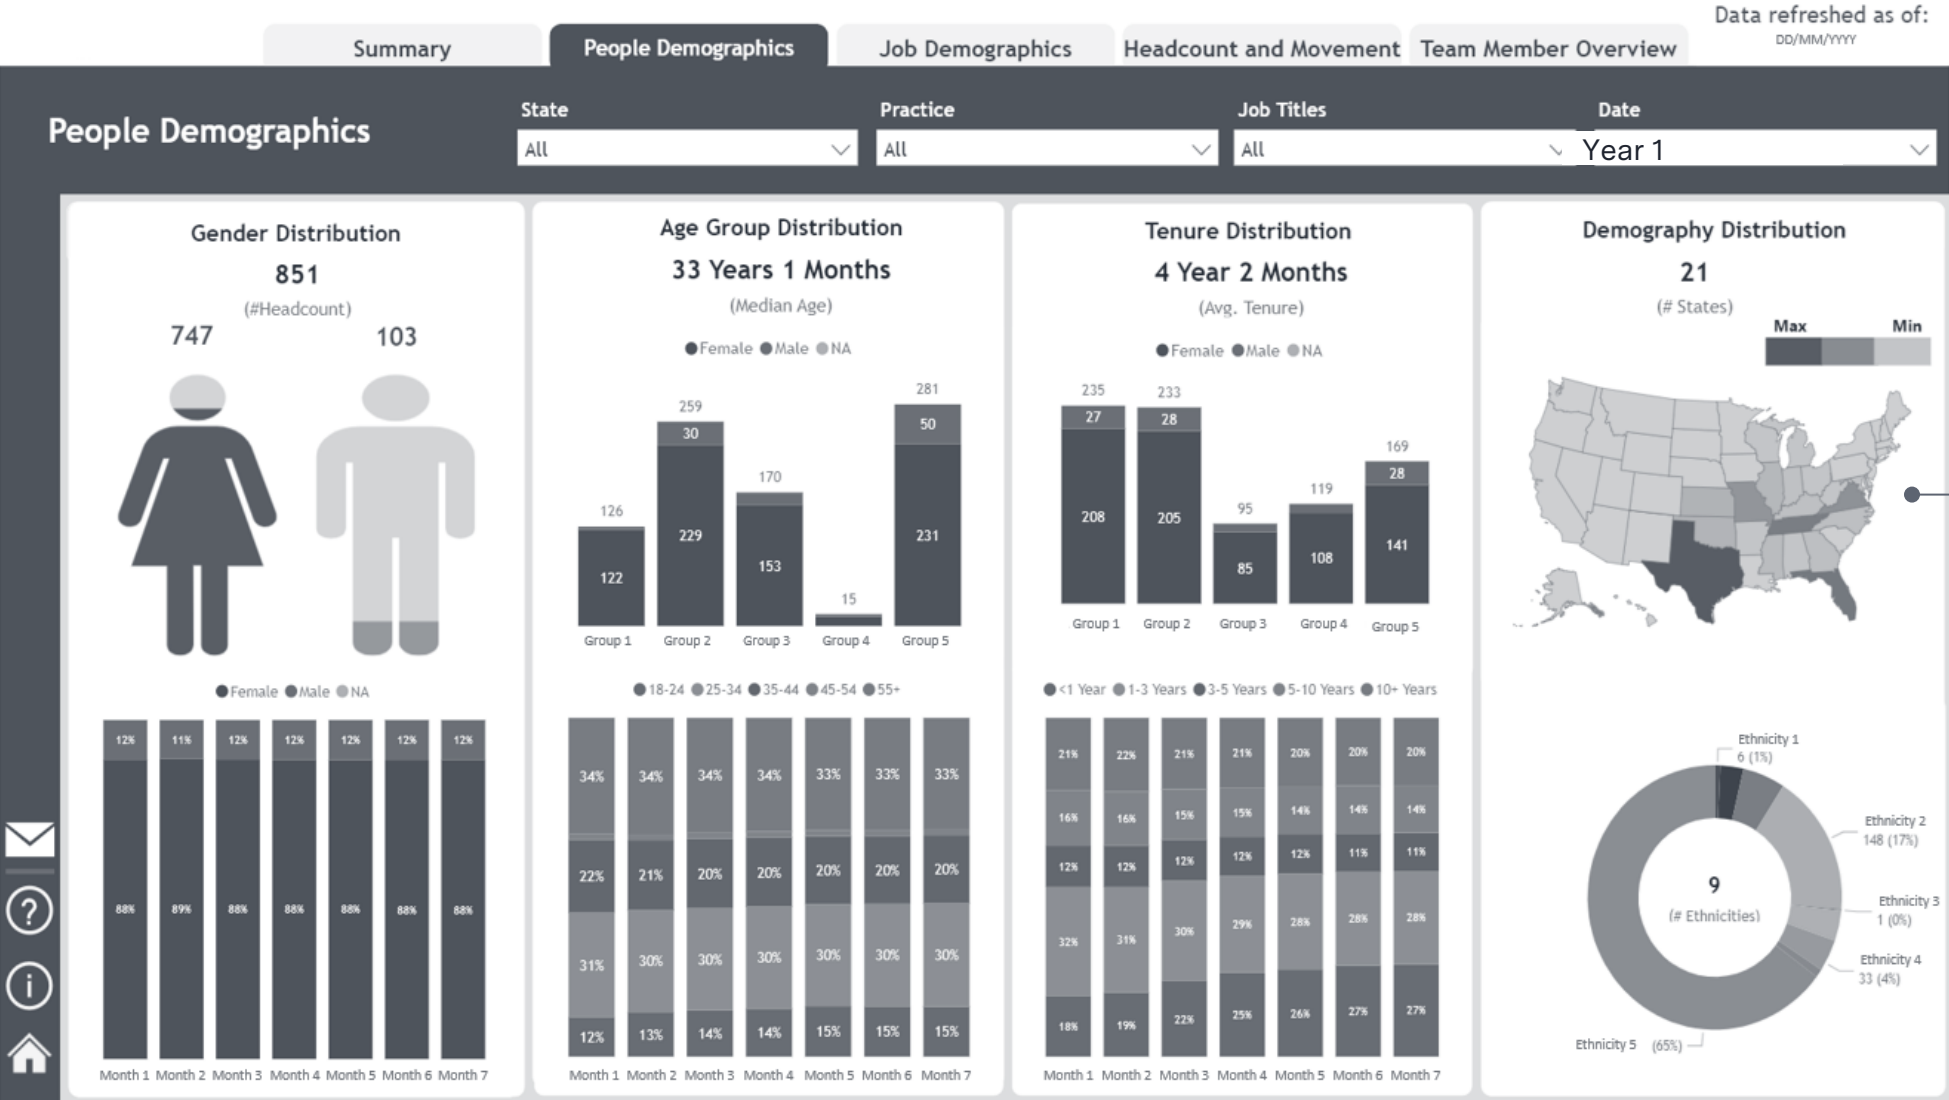 Data refreshed as of:
DD/MM/YYYY
Summary
People Demographics
Job Demographics
Headcount and Movement
Team Member Overview
People Demographics
State
All
Practice
All
Job Titles
All
Date
Year 1
Gender Distribution
851
(#Headcount)
747
103
Female Male NA
12% 11% 12% 12% 12% 12% 12%
88% 89% 88% 88% 88% 88% 88%
Month 1 Month 2 Month 3 Month 4 Month 5 Month 6 Month 7
Age Group Distribution
33 Years 1 Months
(Median Age)
Female Male NA
126 259 170 15 281
30 50
122 229 153 231
Group 1 Group 2 Group 3 Group 4 Group 5
18-24 25-34 35-44 45-54 55+
34% 34% 34% 34% 33% 33% 33%
22% 21% 20% 20% 20% 20% 20%
31% 30% 30% 30% 30% 30% 30%
12% 13% 14% 14% 15% 15% 15%
Month 1 Month 2 Month 3 Month 4 Month 5 Month 6 Month 7
Tenure Distribution
4 Year 2 Months
(Avg. Tenure)
Female Male NA
235 233 95 119 169
27 28 28
208 205 85 108 141
Group 1 Group 2 Group 3 Group 4 Group 5
<1 Year 1-3 Years 3-5 Years 5-10 Years 10+ Years
21% 22% 21% 21% 20% 20% 20%
16% 16% 15% 15% 14% 14% 14%
12% 12% 12% 12% 12% 11% 11%
32% 31% 30% 29% 28% 28% 28%
18% 19% 22% 25% 26% 27% 27%
Month 1 Month 2 Month 3 Month 4 Month 5 Month 6 Month 7
Demography Distribution
21
(# States)
Max Min
Ethnicity 1
6 (1%)
Ethnicity 2
148 (17%)
Ethnicity 3
1 (0%)
Ethnicity 4
33 (4%)
Ethnicity 5 (65%)
9
(# Ethnicities)